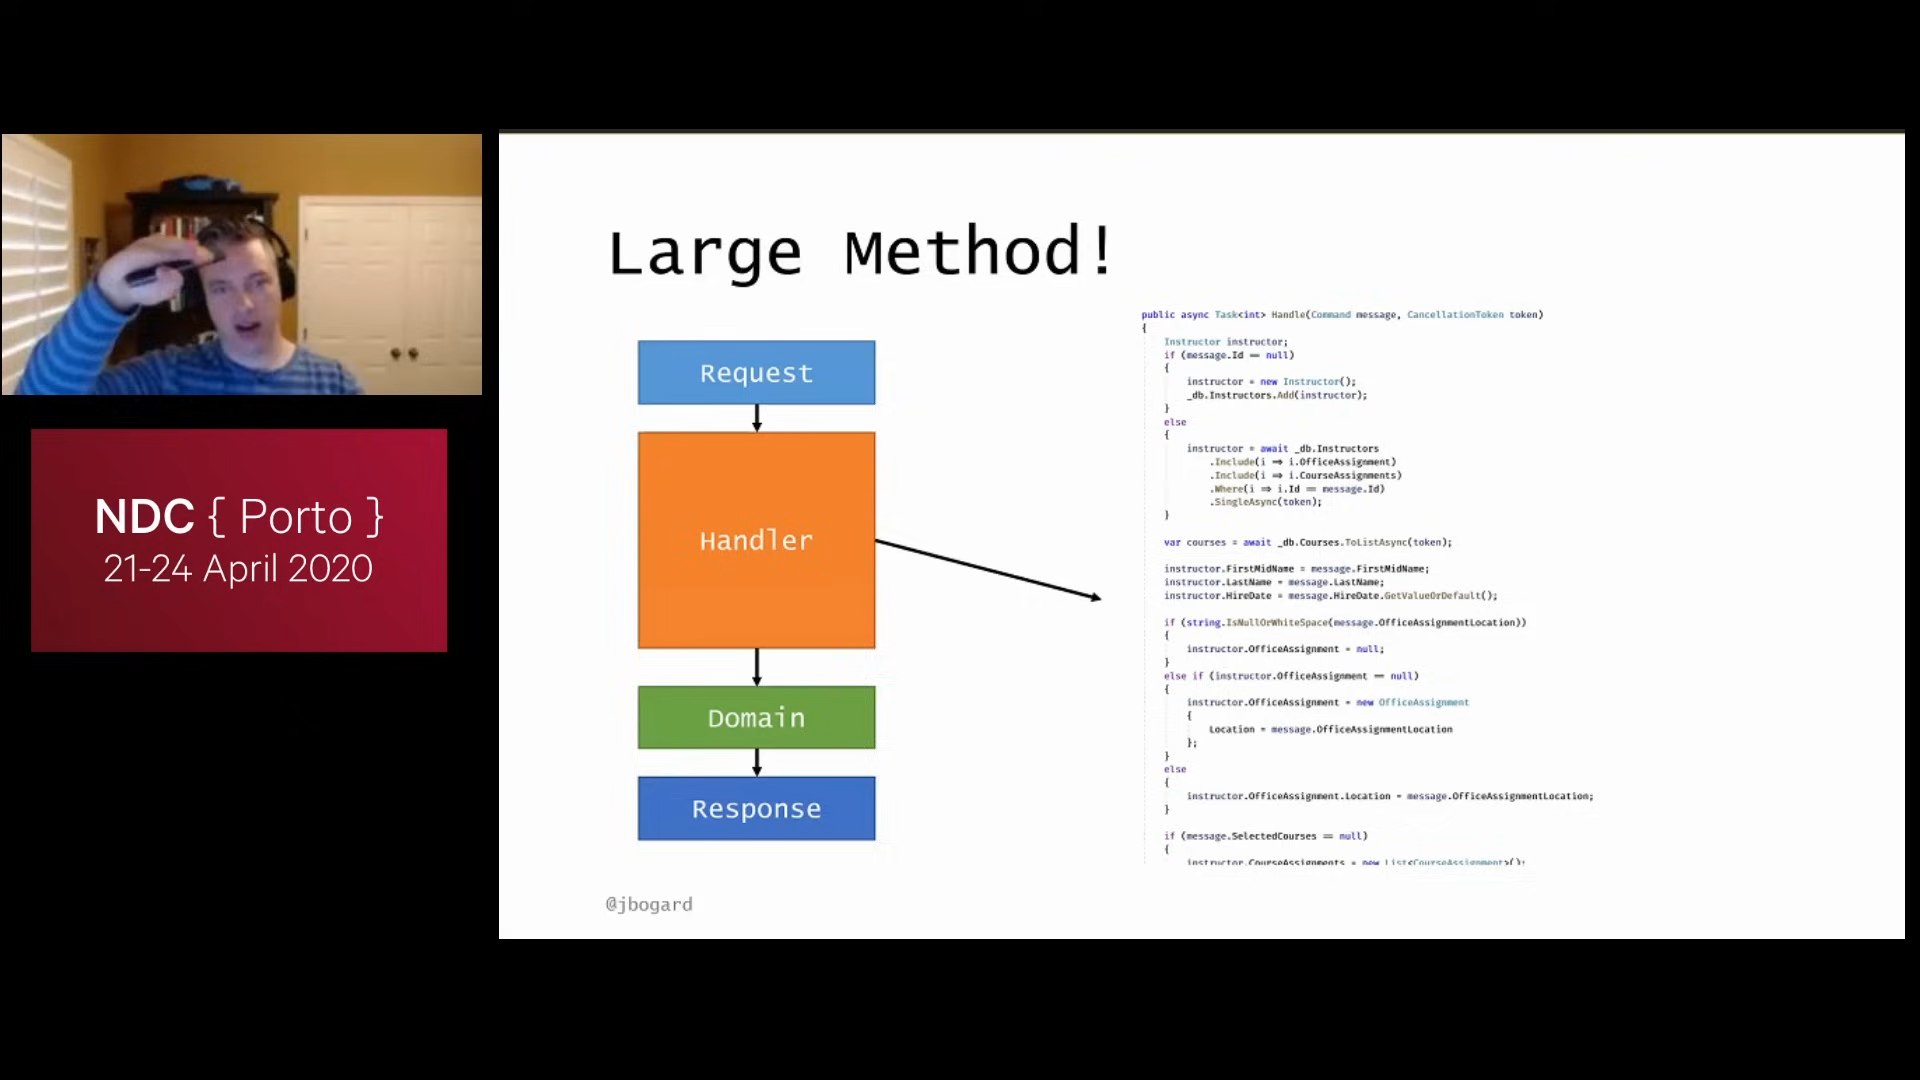 NDC { Porto }
21-24 April 2020
Large Method!
Request
Handler
Domain
Response
@jbogard
public async Task<int> Handle(Command message, CancellationToken token)
{
Instructor instructor;
if (message.Id == null)
{
instructor = new Instructor();
_db.Instructors.Add(instructor);
}
else
{
instructor = await _db.Instructors
.Include(i => i.OfficeAssignment)
.Include(i => i.CourseAssignments)
.Where(i => i.Id == message.Id)
.SingleAsync(token);
}
var courses = await _db.Courses.ToListAsync(token);
instructor.FirstMidName = message.FirstMidName;
instructor.LastName = message.LastName;
instructor.HireDate = message.HireDate.GetValueOrDefault();
if (string.IsNullOrWhiteSpace(message.OfficeAssignmentLocation))
{
instructor.OfficeAssignment = null;
}
else if (instructor.OfficeAssignment == null)
{
instructor.OfficeAssignment = new OfficeAssignment
{
Location = message.OfficeAssignmentLocation
};
}
else
{
instructor.OfficeAssignment.Location = message.OfficeAssignmentLocation;
}
if (message.SelectedCourses == null)
{
instructor.CourseAssignments = new List<CourseAssignment>();